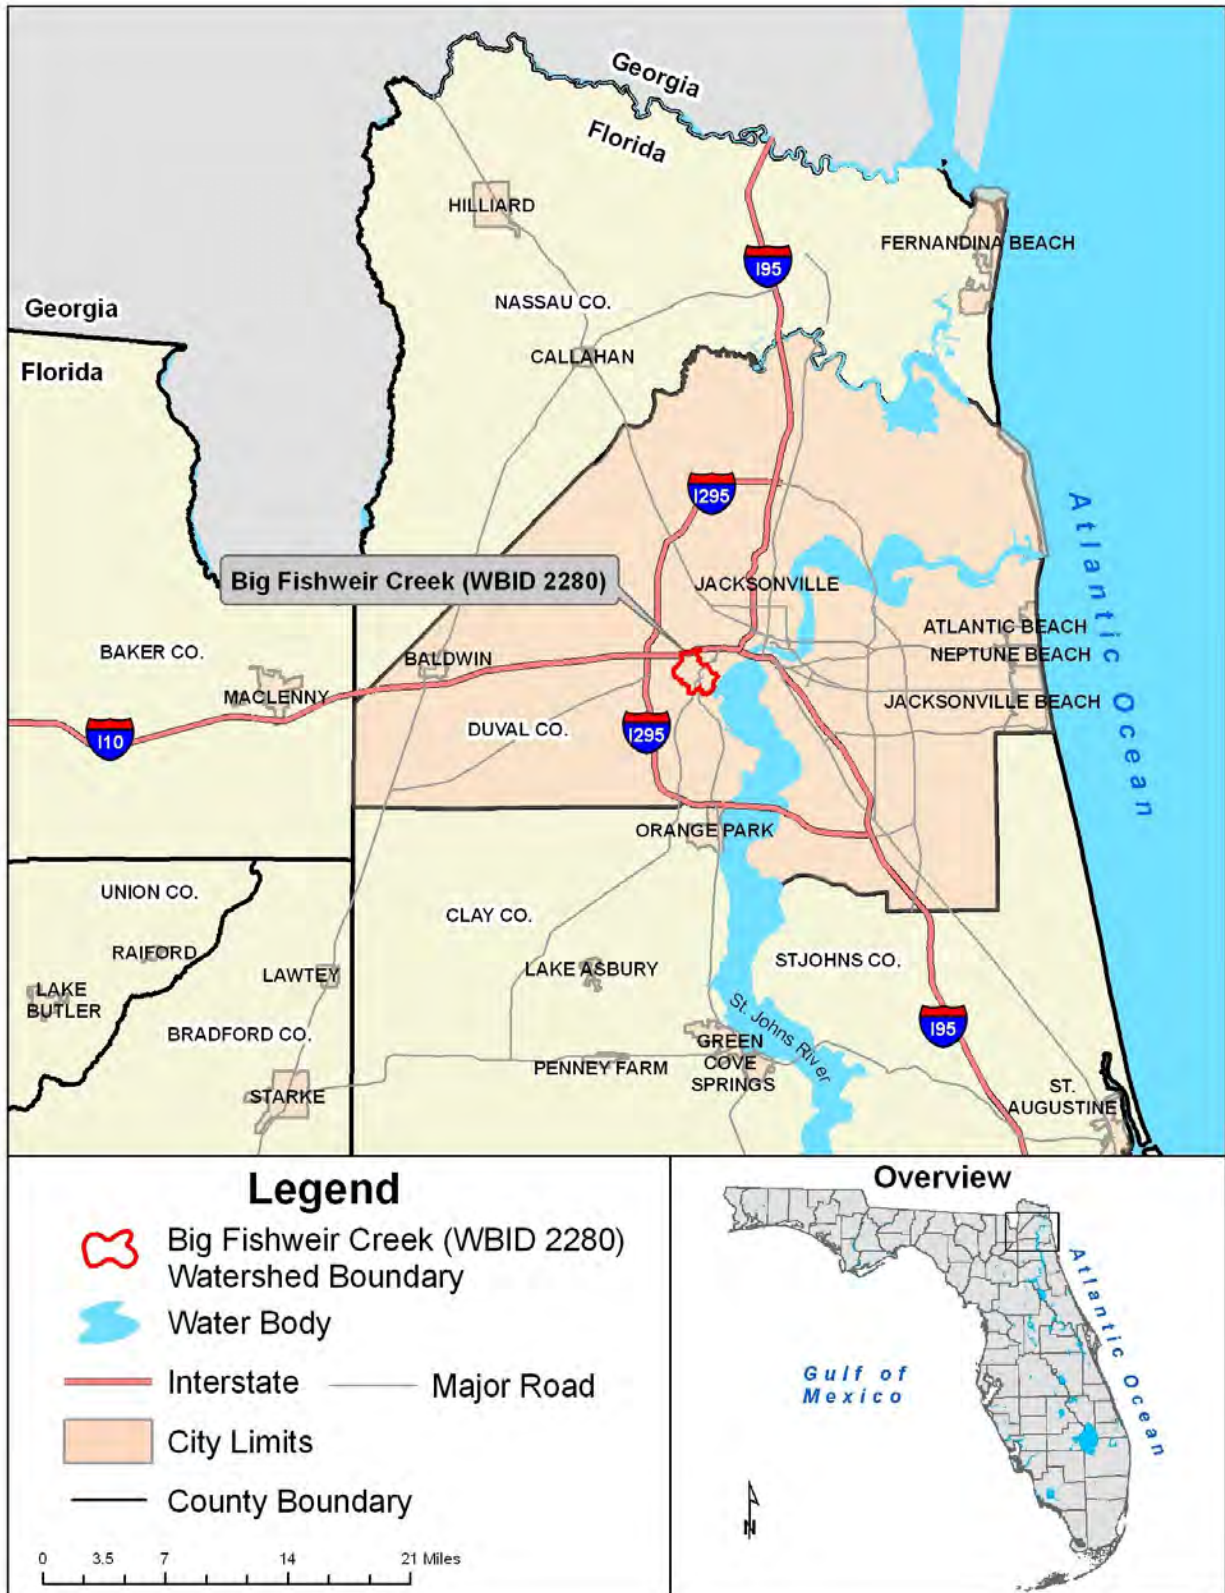 Georgia
Florida
HILLIARD
FERNANDINA BEACH
I95
NASSAU CO.
Georgia
CALLAHAN
Florida
I295
Atlantic Ocean
Big Fishweir Creek (WBID 2280)
JACKSONVILLE
ATLANTIC BEACH
BAKER CO.
BALDWIN
NEPTUNE BEACH
MACLENNY
JACKSONVILLE BEACH
I10
DUVAL CO.
I295
ORANGE PARK
UNION CO.
CLAY CO.
RAIFORD
LAWTEY
LAKE ASBURY
STJOHNS CO.
LAKE
BUTLER
BRADFORD CO.
St. Johns River
I95
GREEN
COVE
SPRINGS
PENNEY FARM
STARKE
ST.
AUGUSTINE
Legend
Big Fishweir Creek (WBID 2280)
Watershed Boundary
Water Body
Interstate
Major Road
City Limits
County Boundary
0 3.5 7 14 21 Miles
Overview
Atlantic Ocean
Gulf of
Mexico
N